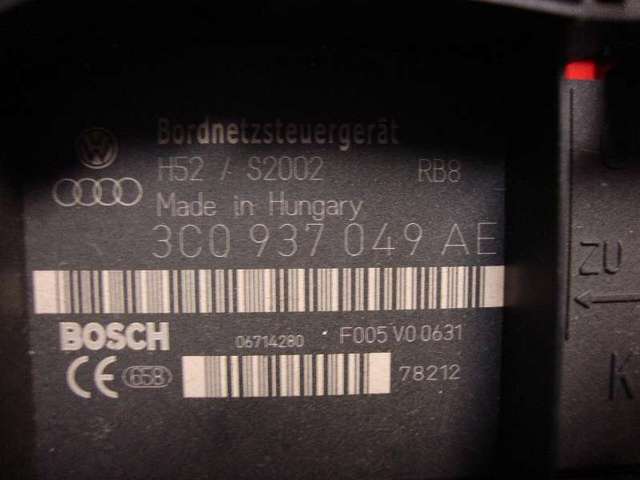 Bordnetzsteuergerät
H52 / S2002 RB8
Made in Hungary
3C0 937 049 AE
BOSCH 06714280 F005 V0 0631
CE 658 78212
ZU
K